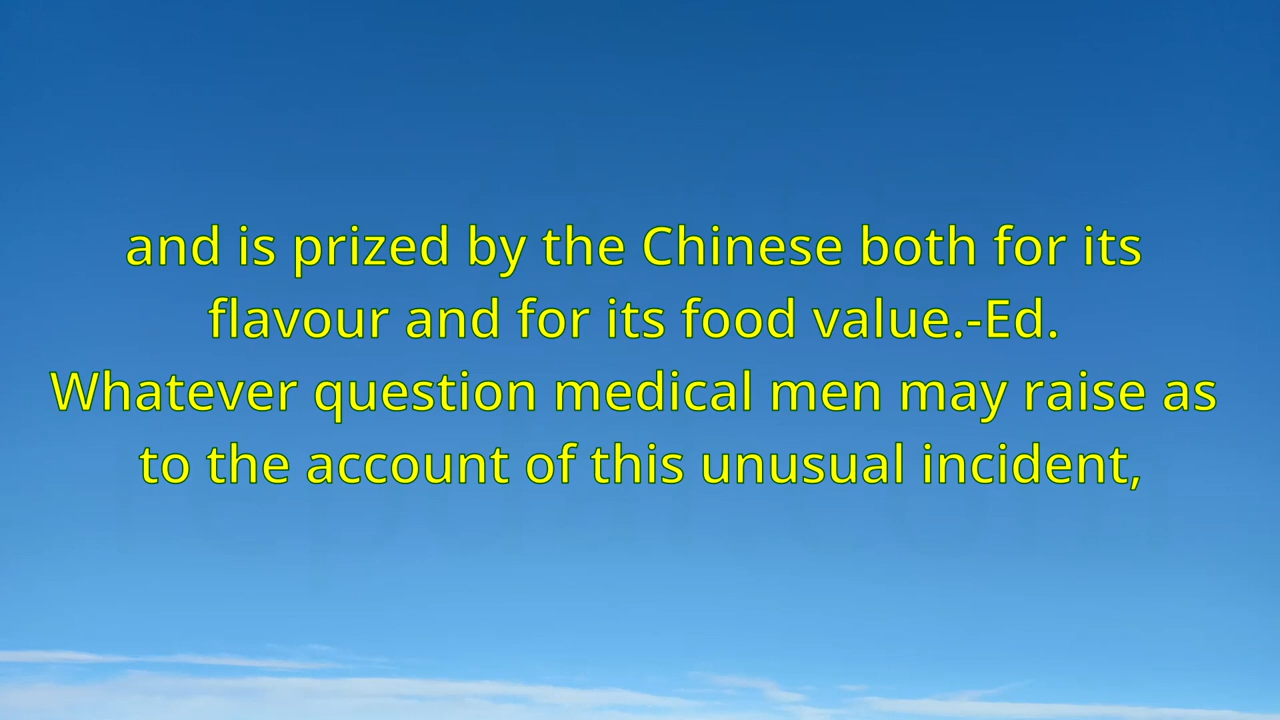 and is prized by the Chinese both for its
flavour and for its food value.-Ed.
Whatever question medical men may raise as
to the account of this unusual incident,